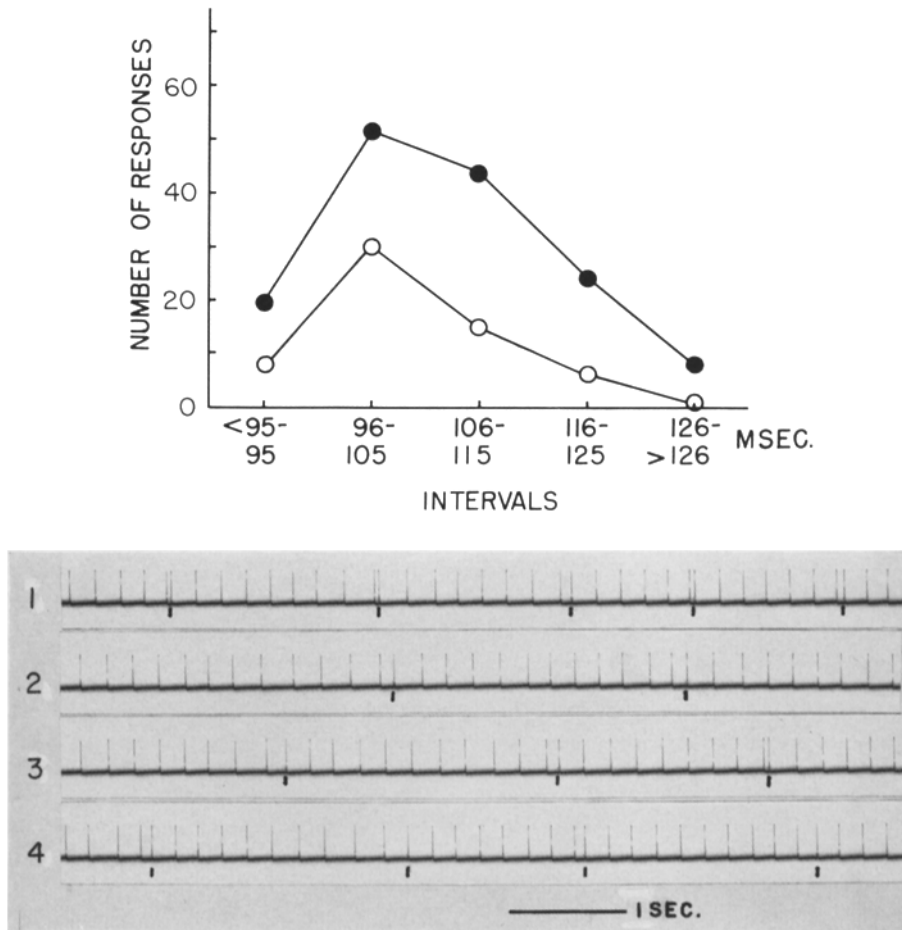 NUMBER OF RESPONSES
60
40
20
0
<95- 96- 106- 116- 126- MSEC.
95 105 115 125 >126
INTERVALS
1
2
3
4
1 SEC.